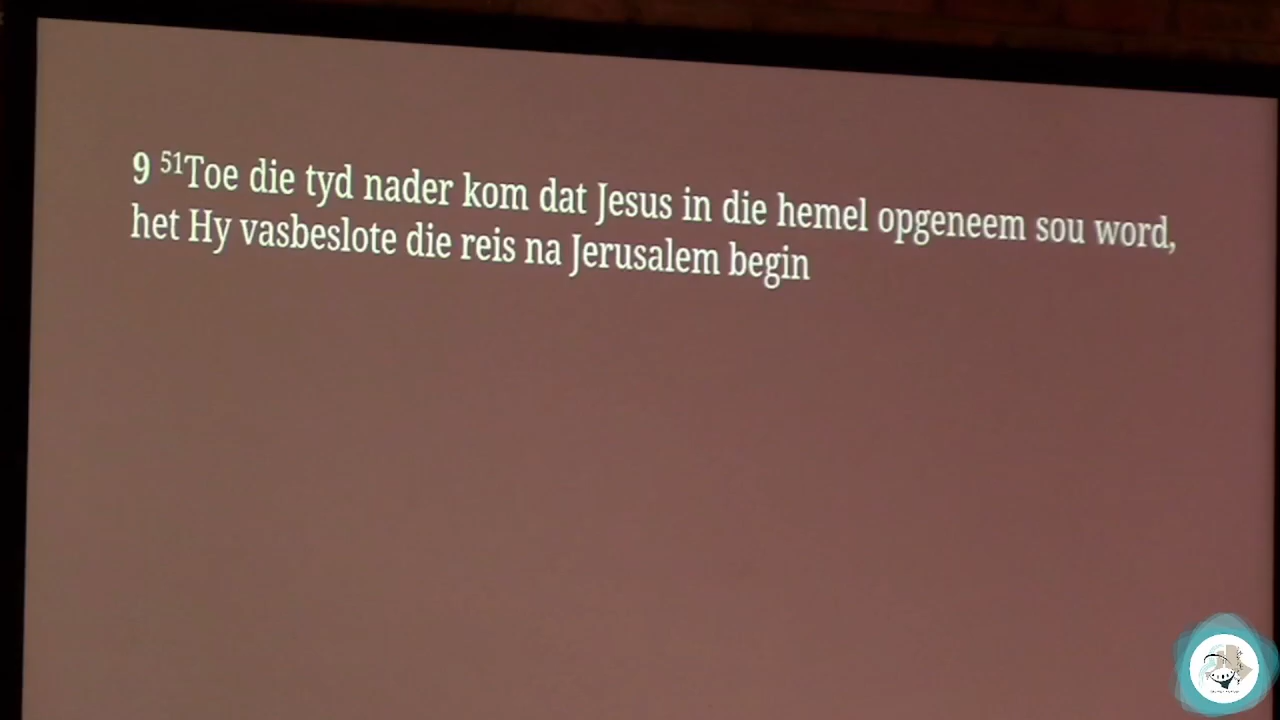 9 ⁵¹Toe die tyd nader kom dat Jesus in die hemel opgeneem sou word,
het Hy vasbeslote die reis na Jerusalem begin